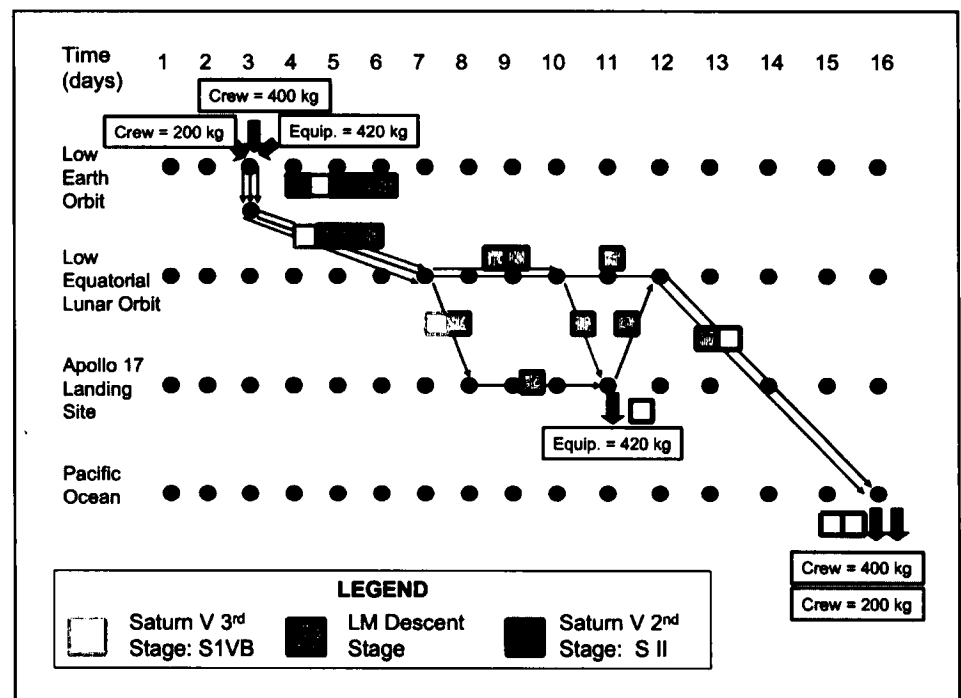 Time
(days)
1 2 3 4 5 6 7 8 9 10 11 12 13 14 15 16
Crew = 400 kg
Crew = 200 kg
Equip. = 420 kg
Low
Earth
Orbit
Low
Equatorial
Lunar Orbit
Apollo 17
Landing
Site
Equip. = 420 kg
Pacific
Ocean
Crew = 400 kg
Crew = 200 kg
LEGEND
Saturn V 3rd
Stage: S1VB
LM Descent
Stage
Saturn V 2nd
Stage: S II